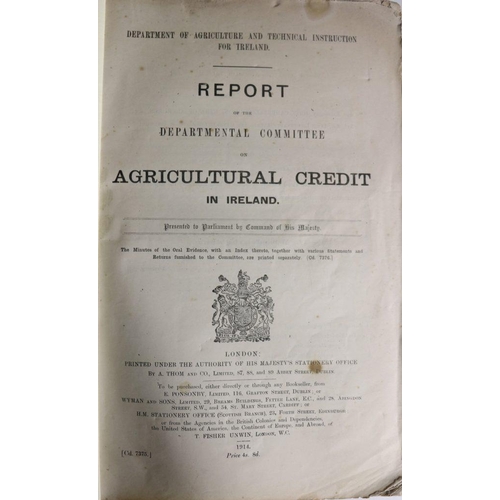 DEPARTMENT OF AGRICULTURE AND TECHNICAL INSTRUCTION
FOR IRELAND.
REPORT
OF THE
DEPARTMENTAL COMMITTEE
ON
AGRICULTURAL CREDIT
IN IRELAND.
Presented to Parliament by Command of His Majesty.
The Minutes of the Oral Evidence, with an Index thereto, together with various Statements and
Returns furnished to the Committee, are printed separately. [Cd. 7376.]
LONDON:
PRINTED UNDER THE AUTHORITY OF HIS MAJESTY'S STATIONERY OFFICE
BY A. THOM AND CO., LIMITED, 87, 88, and 89 ABBEY STREET, DUBLIN.
To be purchased, either directly or through any Bookseller, from
E. PONSONBY, LIMITED, 116, GRAFTON STREET, DUBLIN; or
WYMAN AND SONS, LIMITED, 29, BREAMS BUILDINGS, FETTER LANE, E.C., and 28, ABINGDON
STREET, S.W., and 54, ST. MARY STREET, CARDIFF; or
H.M. STATIONERY OFFICE (SCOTTISH BRANCH), 23, FORTH STREET, EDINBURGH;
or from the Agencies in the British Colonies and Dependencies,
the United States of America, the Continent of Europe, and Abroad, of
T. FISHER UNWIN, LONDON, W.C.
1914.
[Cd. 7375.]
Price 4s. 4d.